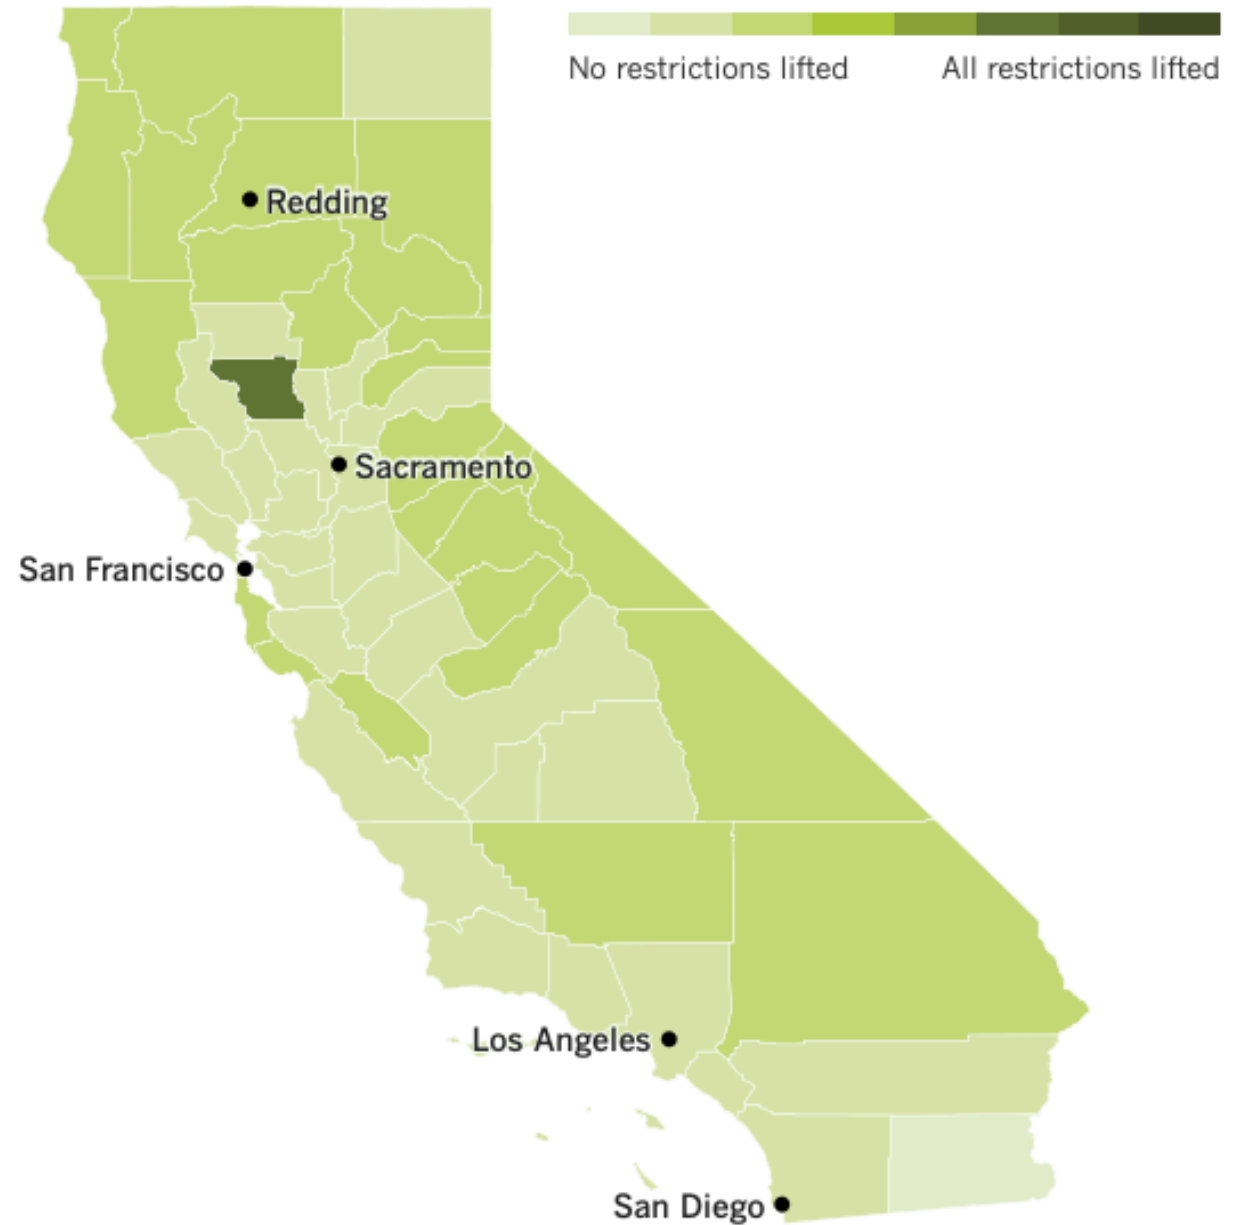 No restrictions lifted
All restrictions lifted
Redding
Sacramento
San Francisco
Los Angeles
San Diego